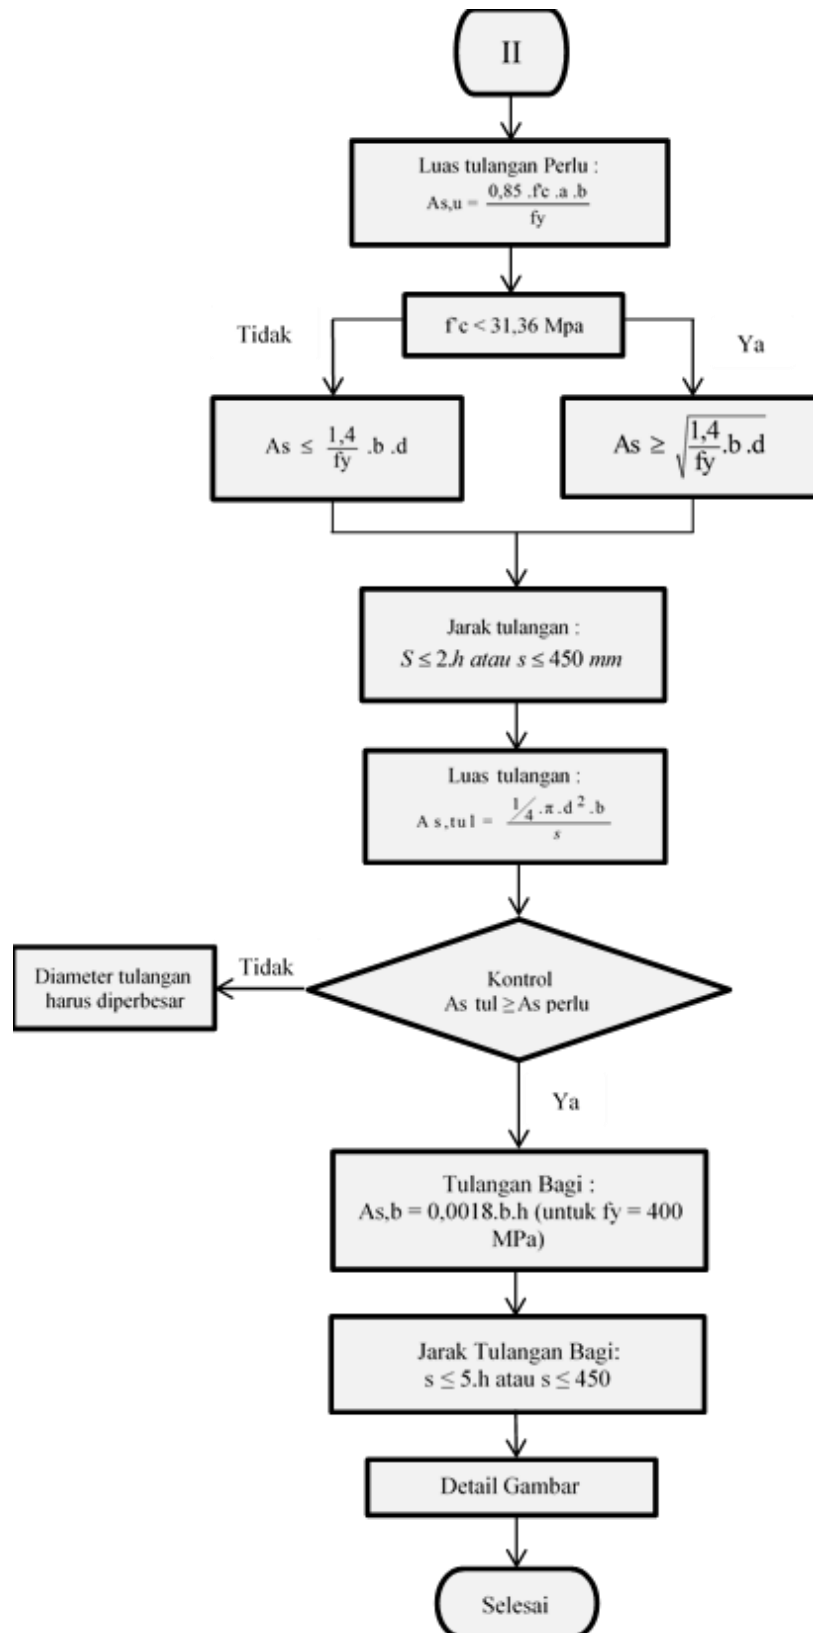 II
Luas tulangan Perlu :
As,u = 0,85 .f'c .a .b / fy
f'c < 31,36 Mpa
Tidak
Ya
As ≤ 1,4/fy .b .d
As ≥ √(1,4/fy .b .d)
Jarak tulangan :
S ≤ 2.h atau s ≤ 450 mm
Luas tulangan :
As,tul = 1/4 .π .d² .b / s
Kontrol
As tul ≥ As perlu
Tidak
Diameter tulangan
harus diperbesar
Ya
Tulangan Bagi :
As,b = 0,0018.b.h (untuk fy = 400
MPa)
Jarak Tulangan Bagi:
s ≤ 5.h atau s ≤ 450
Detail Gambar
Selesai